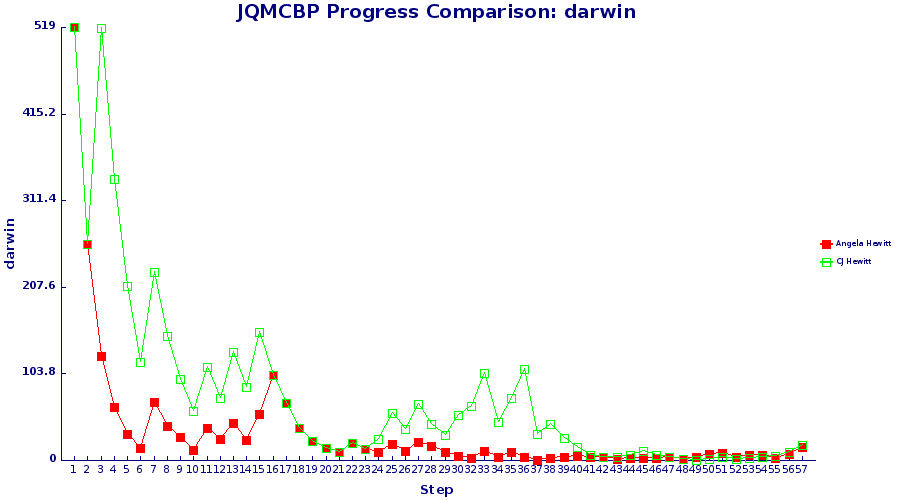 JQMCBP Progress Comparison: darwin
519
415.2
311.4
207.6
103.8
0
darwin
1 2 3 4 5 6 7 8 9 10 11 12 13 14 15 16 17 18 19 20 21 22 23 24 25 26 27 28 29 30 31 32 33 34 35 36 37 38 39 40 41 42 43 44 45 46 47 48 49 50 51 52 53 54 55 56 57
Step
Angela Hewitt
CJ Hewitt